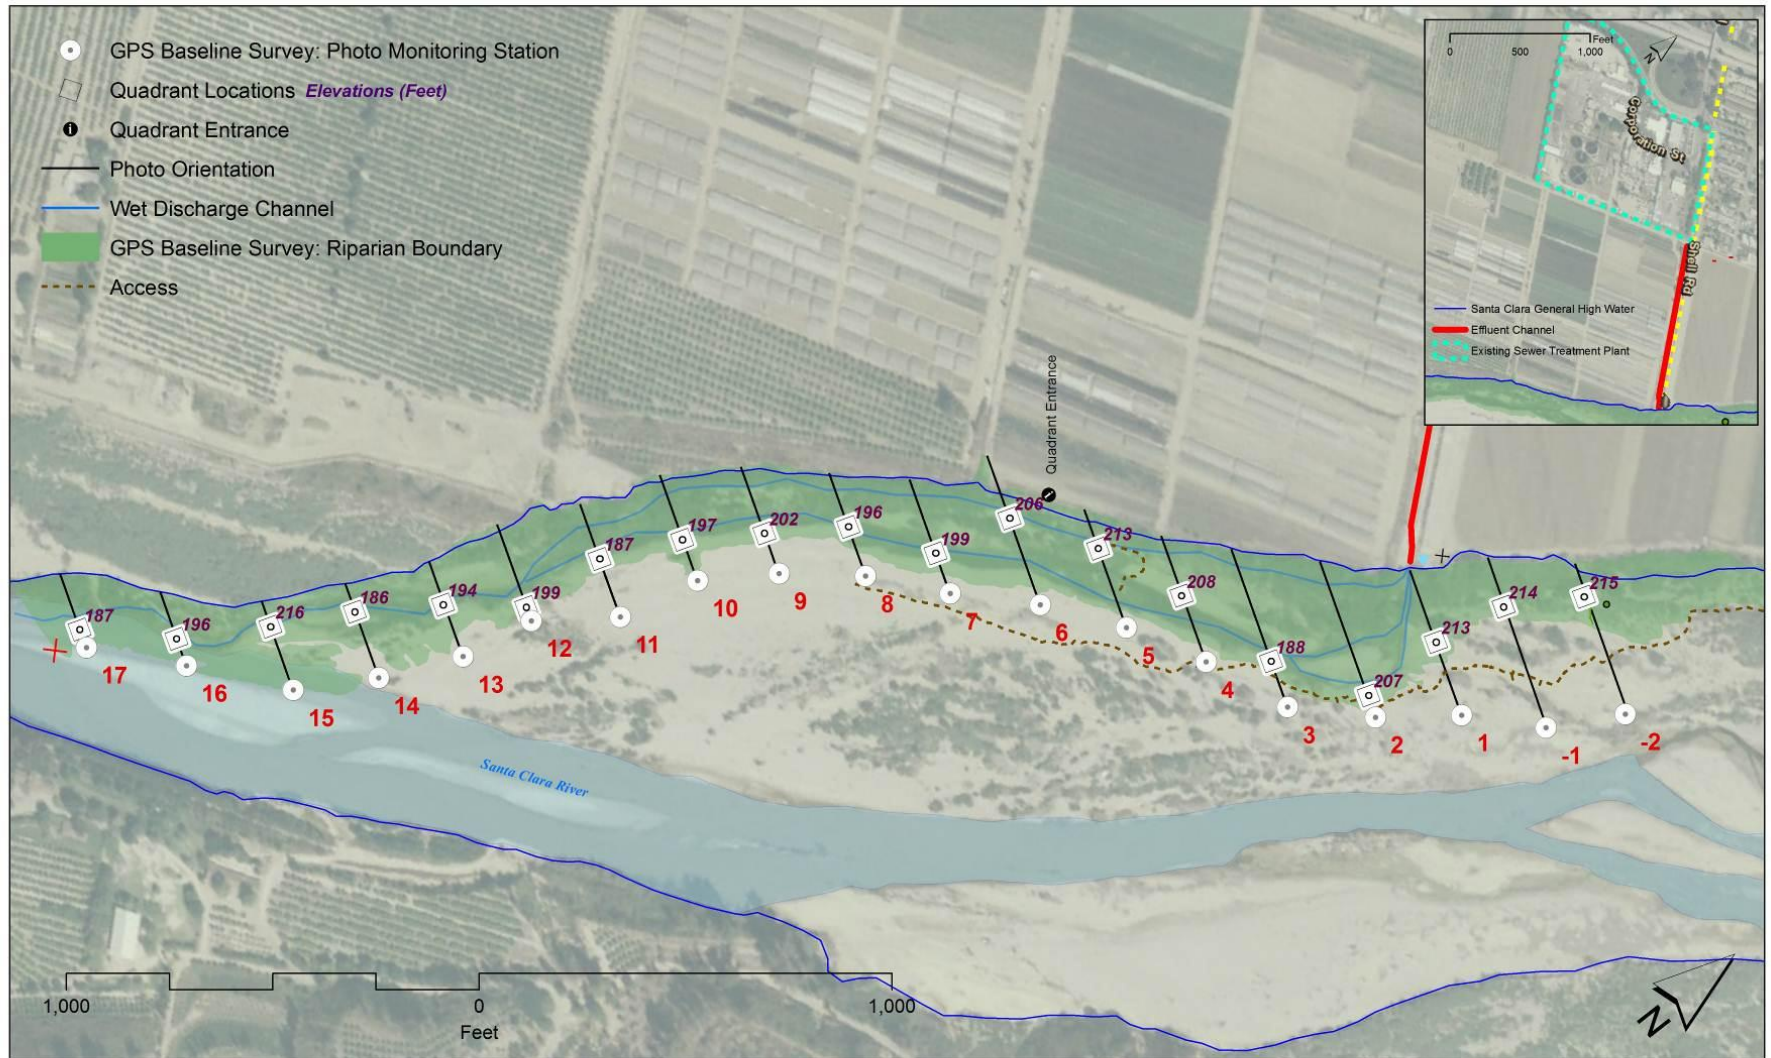 GPS Baseline Survey: Photo Monitoring Station
Quadrant Locations Elevations (Feet)
Quadrant Entrance
Photo Orientation
Wet Discharge Channel
GPS Baseline Survey: Riparian Boundary
Access
Feet
0 500 1,000
N
Corporation St
Shell Rd
Santa Clara General High Water
Effluent Channel
Existing Sewer Treatment Plant
Quadrant Entrance
187
196
216
186
194
199
187
197
202
196
199
206
213
208
188
207
213
214
215
17
16
15
14
13
12
11
10
9
8
7
6
5
4
3
2
1
-1
-2
Santa Clara River
1,000 0 1,000
Feet
N